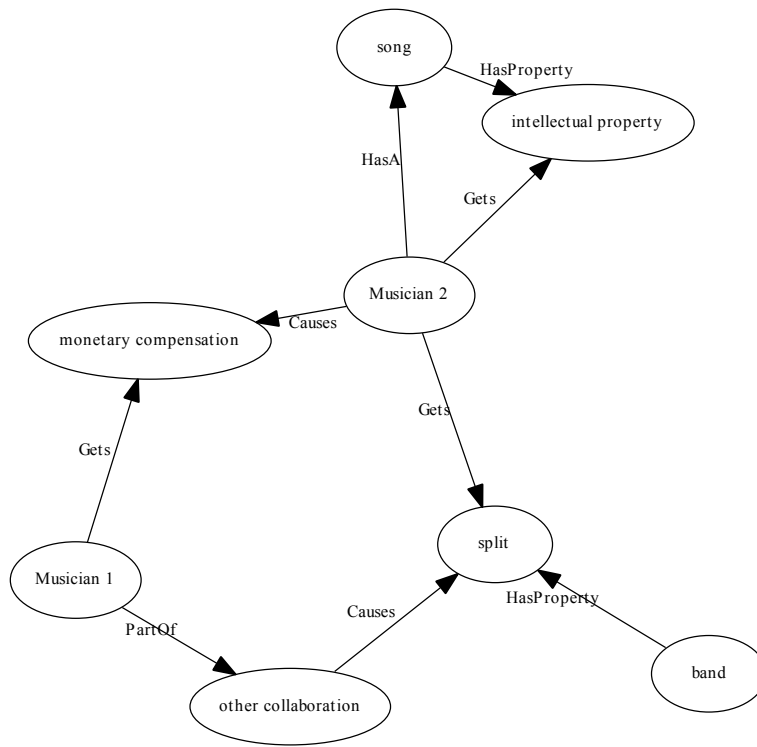 song
HasProperty
intellectual property
HasA
Gets
Musician 2
Causes
monetary compensation
Gets
Gets
split
Musician 1
HasProperty
Causes
PartOf
band
other collaboration